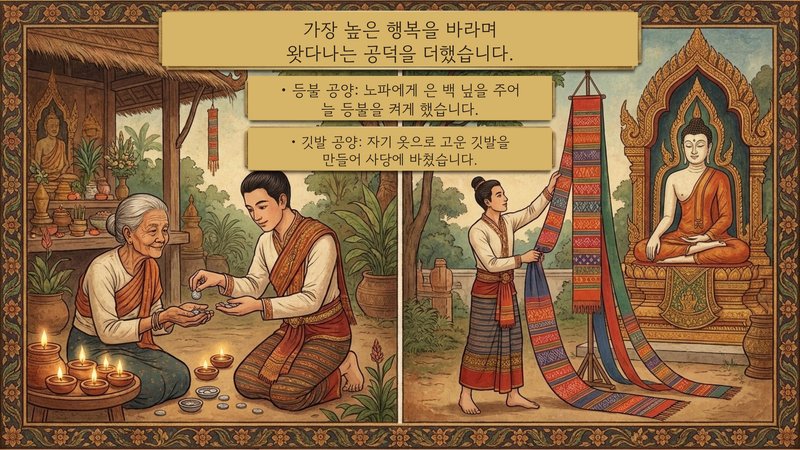 가장 높은 행복을 바라며
왓다나는 공덕을 더했습니다.
• 등불 공양: 노파에게 은 백 닢을 주어
늘 등불을 켜게 했습니다.
• 깃발 공양: 자기 옷으로 고운 깃발을
만들어 사당에 바쳤습니다.